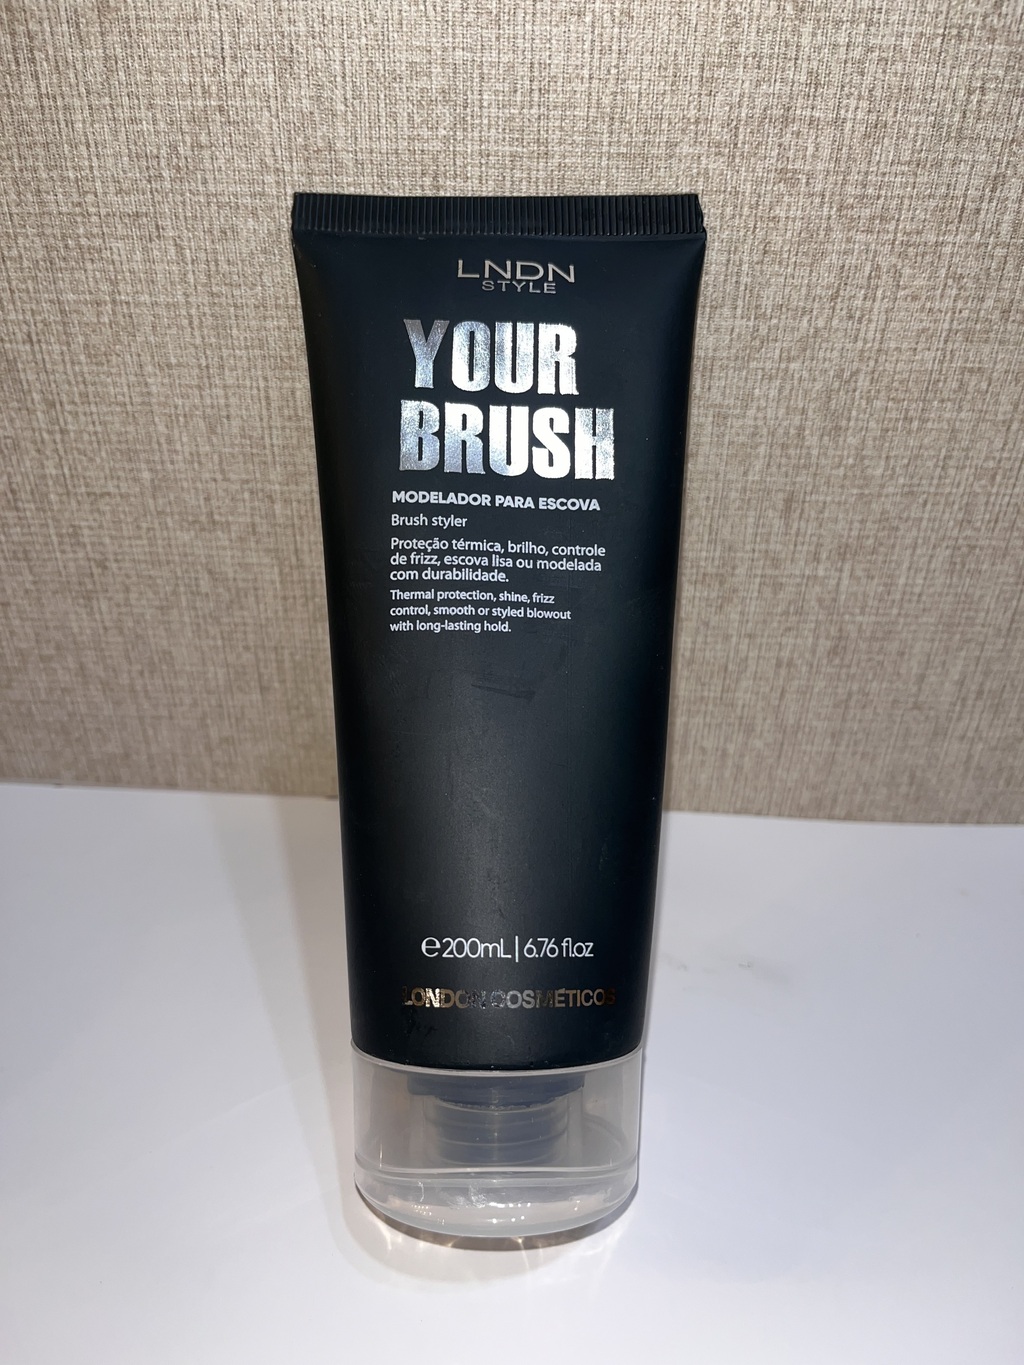 LNDN
STYLE
YOUR
BRUSH
MODELADOR PARA ESCOVA
Brush styler
Proteção térmica, brilho, controle
de frizz, escova lisa ou modelada
com durabilidade.
Thermal protection, shine, frizz
control, smooth or styled blowout
with long-lasting hold.
℮200mL | 6.76 fl.oz
LONDON COSMÉTICOS